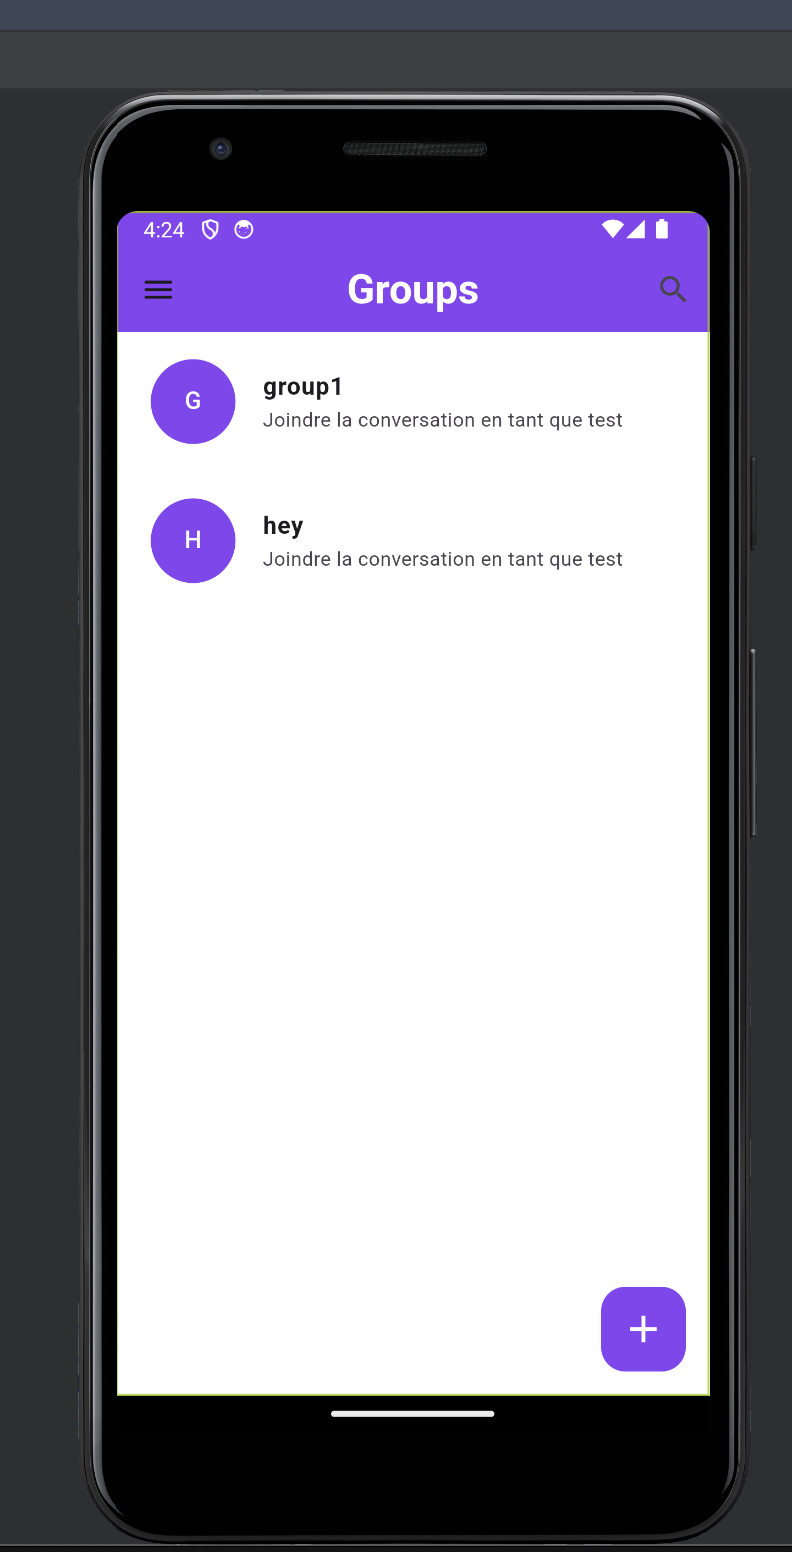 4:24
Groups
G
group1
Joindre la conversation en tant que test
H
hey
Joindre la conversation en tant que test